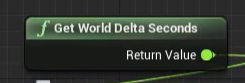 f Get World Delta Seconds
Return Value